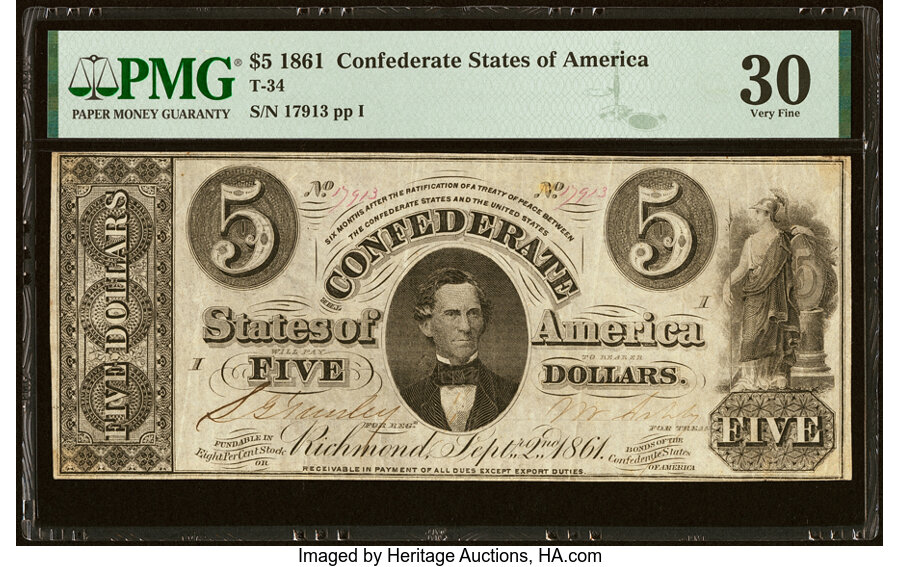 PMG®
PAPER MONEY GUARANTY
$5 1861 Confederate States of America
T-34
S/N 17913 pp I
30
Very Fine
FIVE DOLLARS
5
No 17913
SIX MONTHS AFTER THE RATIFICATION OF A TREATY OF PEACE BETWEEN
THE CONFEDERATE STATES AND THE UNITED STATES
No 17913
5
5
THE
CONFEDERATE
I
States of America
WILL PAY
TO BEARER
I
FIVE
DOLLARS.
FOR REGR.
FOR TREAS
FIVE
FUNDABLE IN
Eight Per Cent Stock
OR
Richmond, Septr. 2nd 1861.
BONDS OF THE
Confederate States
OF AMERICA
RECEIVABLE IN PAYMENT OF ALL DUES EXCEPT EXPORT DUTIES.
Imaged by Heritage Auctions, HA.com